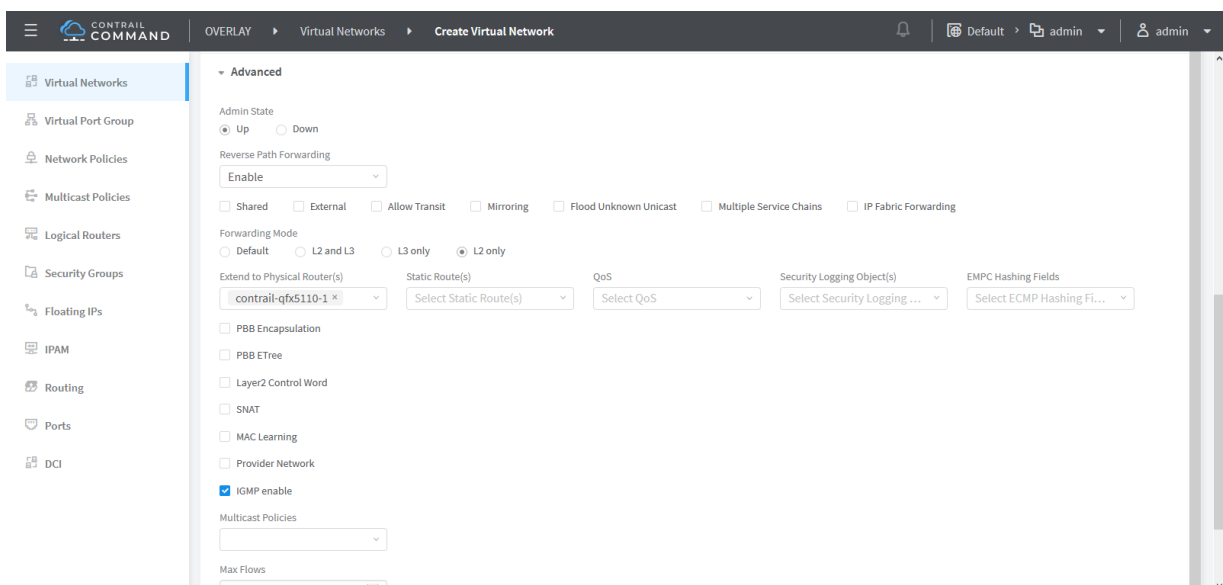 CONTRAIL
COMMAND
OVERLAY Virtual Networks Create Virtual Network
Default admin admin
Virtual Networks
Virtual Port Group
Network Policies
Multicast Policies
Logical Routers
Security Groups
Floating IPs
IPAM
Routing
Ports
DCI
Advanced
Admin State
Up Down
Reverse Path Forwarding
Enable
Shared External Allow Transit Mirroring Flood Unknown Unicast Multiple Service Chains IP Fabric Forwarding
Forwarding Mode
Default L2 and L3 L3 only L2 only
Extend to Physical Router(s) Static Route(s) QoS Security Logging Object(s) EMPC Hashing Fields
contrail-qfx5110-1 × Select Static Route(s) Select QoS Select Security Logging ... Select ECMP Hashing Fi...
PBB Encapsulation
PBB ETree
Layer2 Control Word
SNAT
MAC Learning
Provider Network
IGMP enable
Multicast Policies
Max Flows